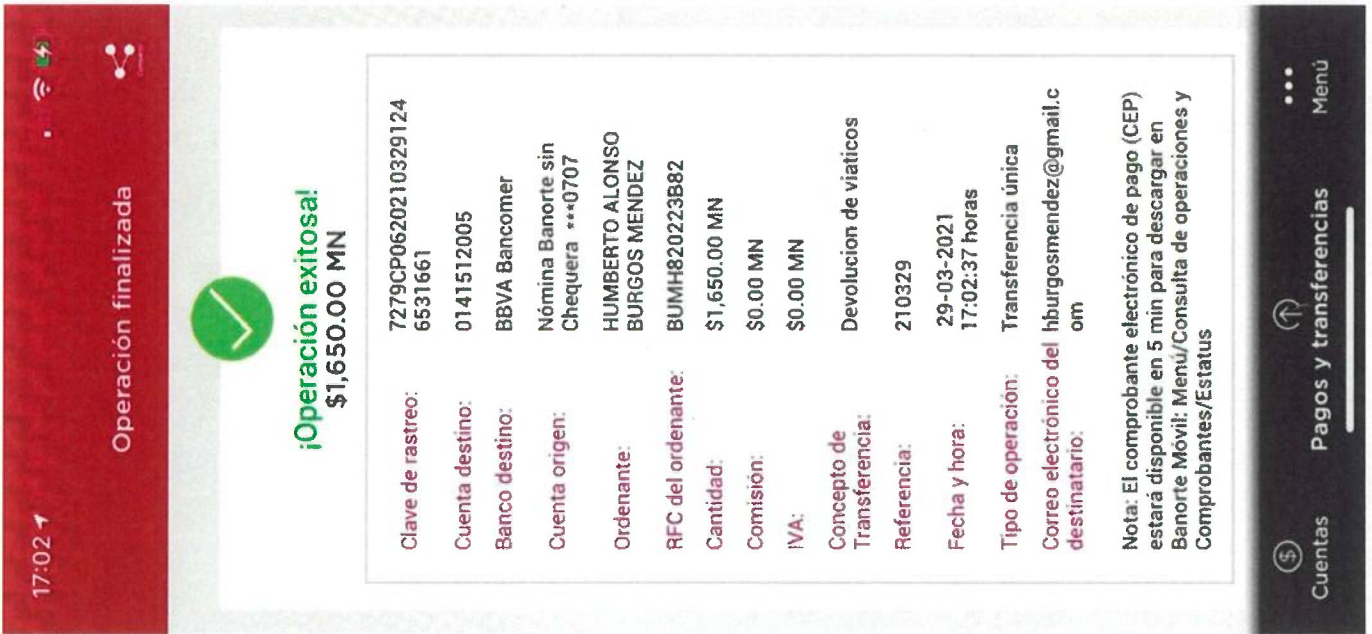 17:02
Operación finalizada
Compartir
¡Operación exitosa!
$1,650.00 MN
Clave de rastreo: 7279CP06202103291246531661
Cuenta destino: 0141512005
Banco destino: BBVA Bancomer
Cuenta origen: Nómina Banorte sin
Chequera ***0707
Ordenante: HUMBERTO ALONSO
BURGOS MENDEZ
RFC del ordenante: BUMH820223B82
Cantidad: $1,650.00 MN
Comisión: $0.00 MN
IVA: $0.00 MN
Concepto de
Transferencia: Devolucion de viaticos
Referencia: 210329
Fecha y hora: 29-03-2021
17:02:37 horas
Tipo de operación: Transferencia única
Correo electrónico del hburgosmendez@gmail.c
destinatario: om
Nota: El comprobante electrónico de pago (CEP)
estará disponible en 5 min para descargar en
Banorte Móvil: Menú/Consulta de operaciones y
Comprobantes/Estatus
Cuentas
Pagos y transferencias
Menú